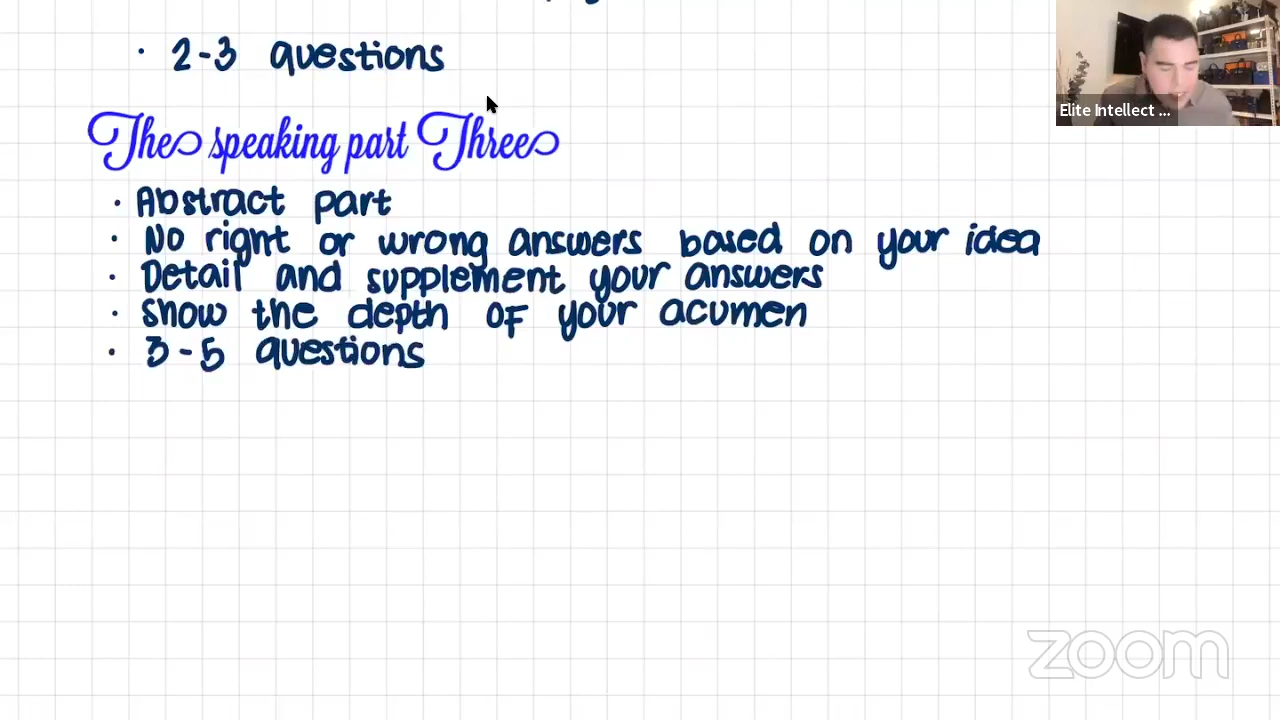 · 2-3 questions
Elite Intellect ...
The speaking part Three
· Abstract part
· No right or wrong answers based on your idea
· Detail and supplement your answers
· Show the depth of your acumen
· 3-5 questions
zoom